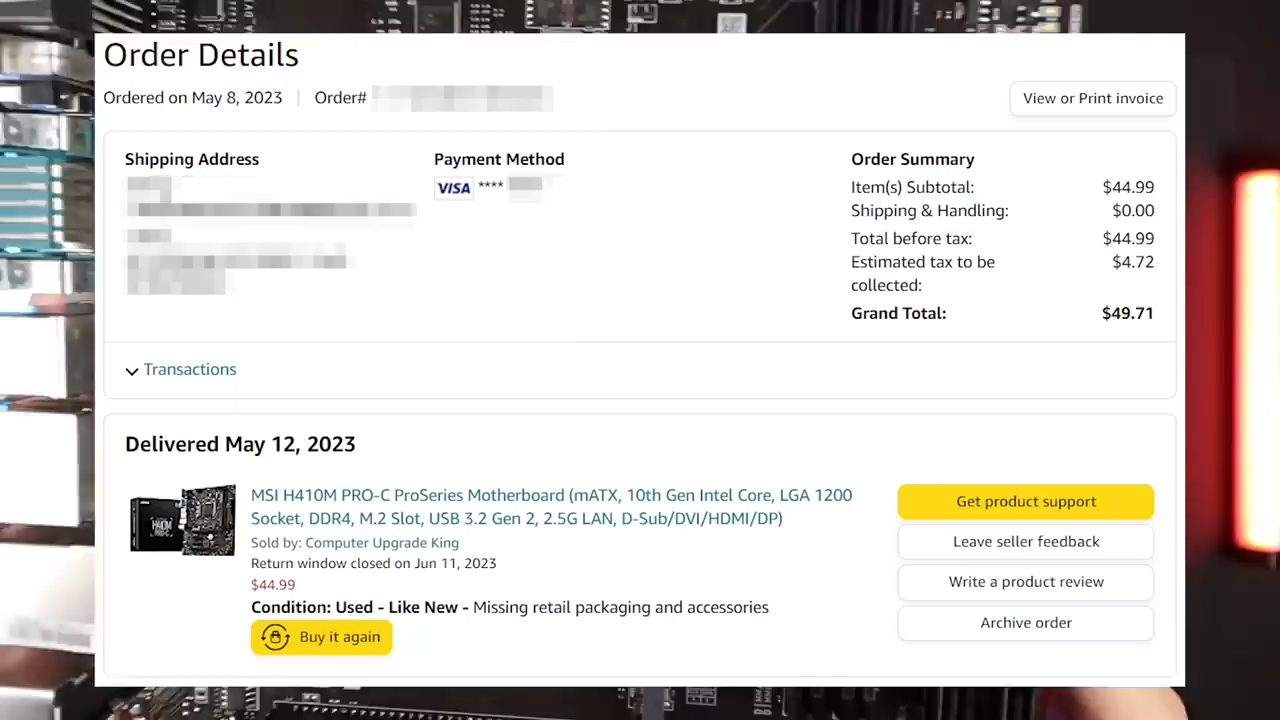 Order Details
Ordered on May 8, 2023
Order#
View or Print invoice
Shipping Address
Payment Method
VISA ****
Order Summary
Item(s) Subtotal: $44.99
Shipping & Handling: $0.00
Total before tax: $44.99
Estimated tax to be $4.72
collected:
Grand Total: $49.71
Transactions
Delivered May 12, 2023
MSI H410M PRO-C ProSeries Motherboard (mATX, 10th Gen Intel Core, LGA 1200
Socket, DDR4, M.2 Slot, USB 3.2 Gen 2, 2.5G LAN, D-Sub/DVI/HDMI/DP)
Sold by: Computer Upgrade King
Return window closed on Jun 11, 2023
$44.99
Condition: Used - Like New - Missing retail packaging and accessories
Buy it again
Get product support
Leave seller feedback
Write a product review
Archive order